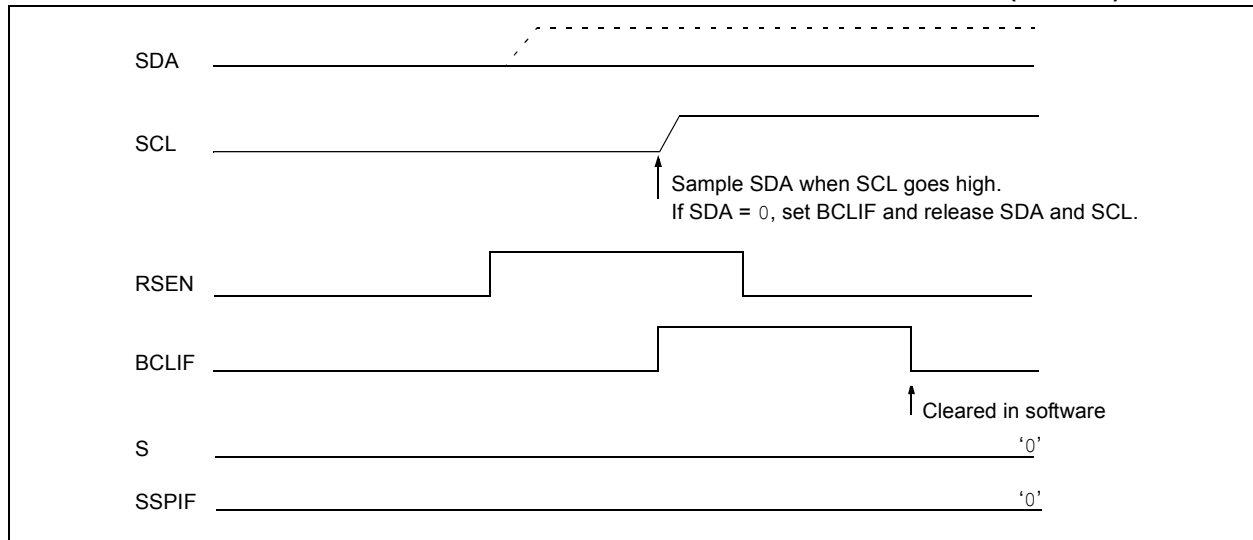 SDA
SCL
Sample SDA when SCL goes high.
If SDA = 0, set BCLIF and release SDA and SCL.
RSEN
BCLIF
Cleared in software
S
‘0’
SSPIF
‘0’